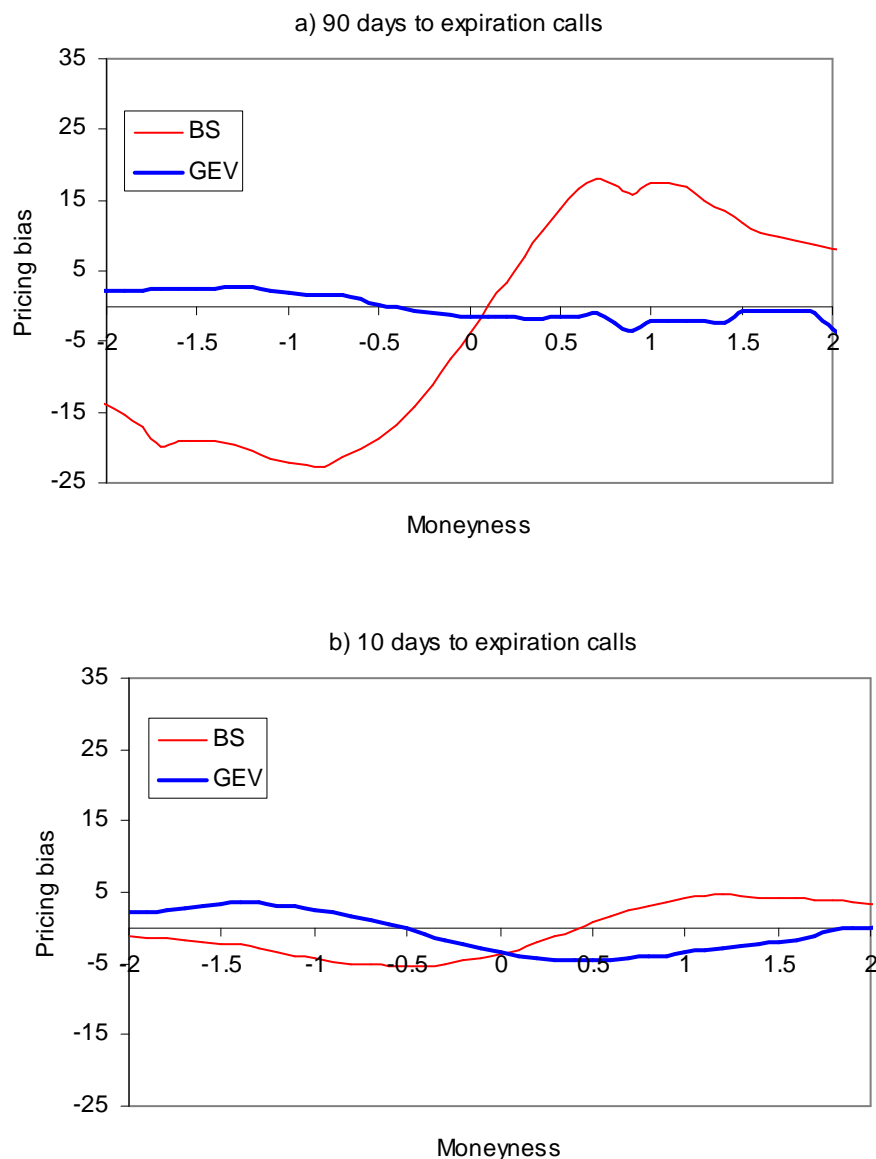 a) 90 days to expiration calls
35
25
15
5
-5
-15
-25
BS
GEV
Pricing bias
-2 -1.5 -1 -0.5 0 0.5 1 1.5 2
Moneyness
b) 10 days to expiration calls
35
25
15
5
-5
-15
-25
BS
GEV
Pricing bias
-2 -1.5 -1 -0.5 0 0.5 1 1.5 2
Moneyness